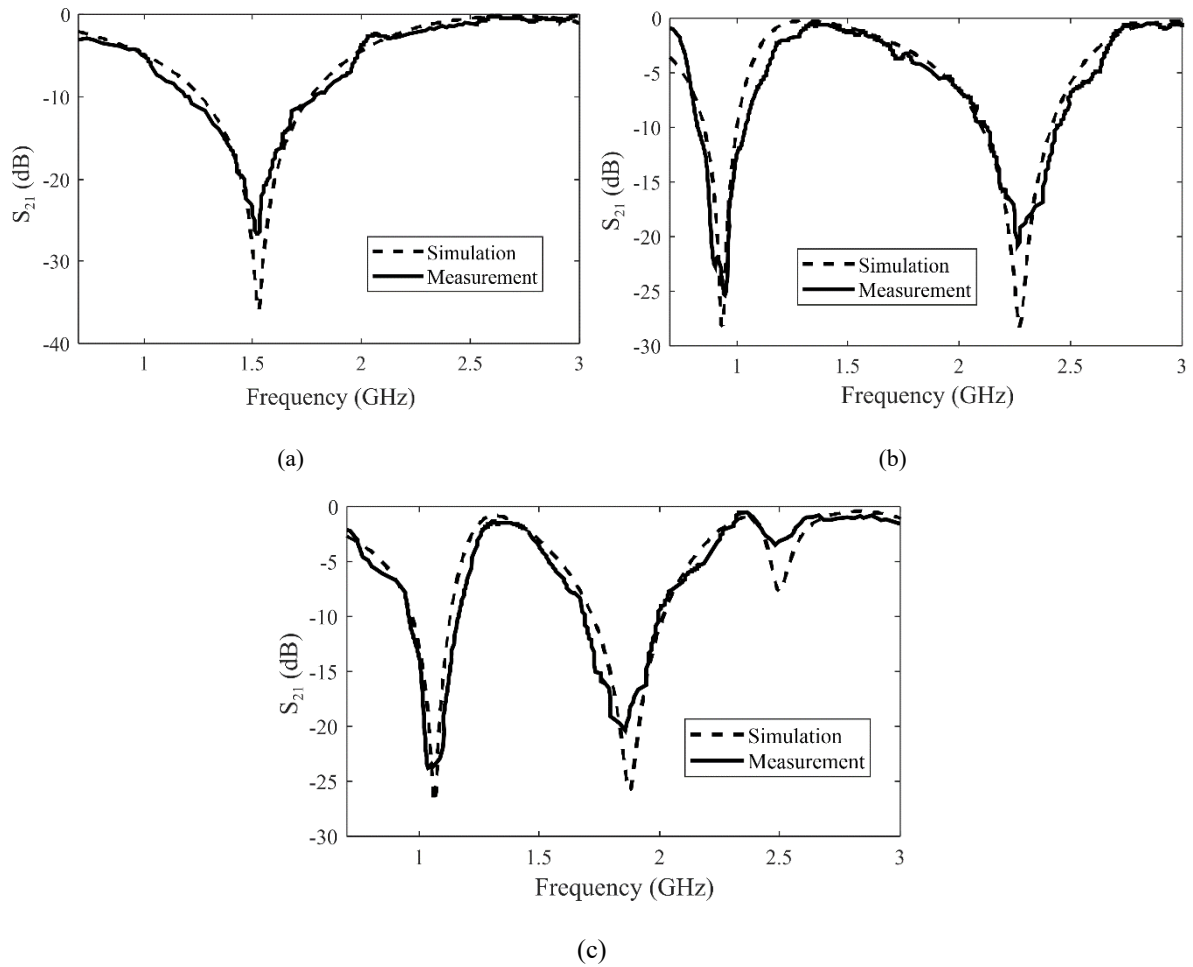 0
-10
-20
-30
-40
S21 (dB)
1
1.5
2
2.5
3
Frequency (GHz)
Simulation
Measurement
(a)
0
-5
-10
-15
-20
-25
-30
S21 (dB)
1
1.5
2
2.5
3
Frequency (GHz)
Simulation
Measurement
(b)
0
-5
-10
-15
-20
-25
-30
S21 (dB)
1
1.5
2
2.5
3
Frequency (GHz)
Simulation
Measurement
(c)